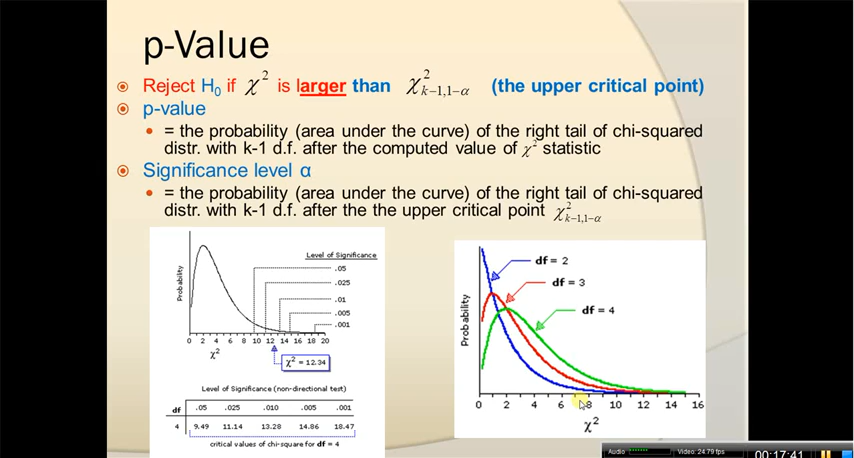 p-Value
Reject H₀ if χ² is larger than χ²ₖ₋₁,₁₋α (the upper critical point)
p-value
= the probability (area under the curve) of the right tail of chi-squared
distr. with k-1 d.f. after the computed value of χ² statistic
Significance level α
= the probability (area under the curve) of the right tail of chi-squared
distr. with k-1 d.f. after the the upper critical point χ²ₖ₋₁,₁₋α
Level of Significance
.05
.025
.01
.005
.001
Probability
0 2 4 6 8 10 12 14 16 18 20
χ²
χ² = 12.34
Level of Significance (non-directional test)
df .05 .025 .010 .005 .001
4 9.49 11.14 13.28 14.86 18.47
critical values of chi-square for df = 4
df = 2
df = 3
df = 4
Probability
0 2 4 6 8 10 12 14 16
χ²
Audio Video: 24.79 fps 00:17:41